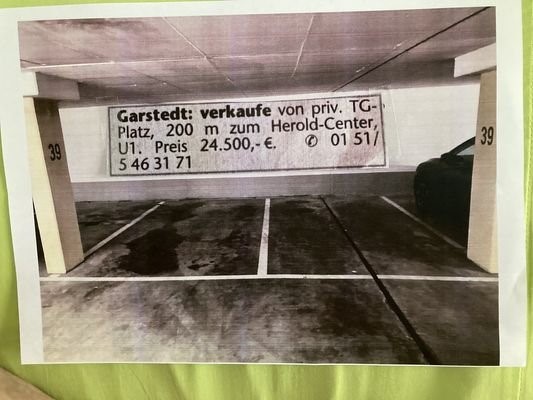 Garstedt: verkaufe von priv. TG-
Platz, 200 m zum Herold-Center,
U1. Preis 24.500,- €. ✆ 01 51/
5 46 31 71
39
39